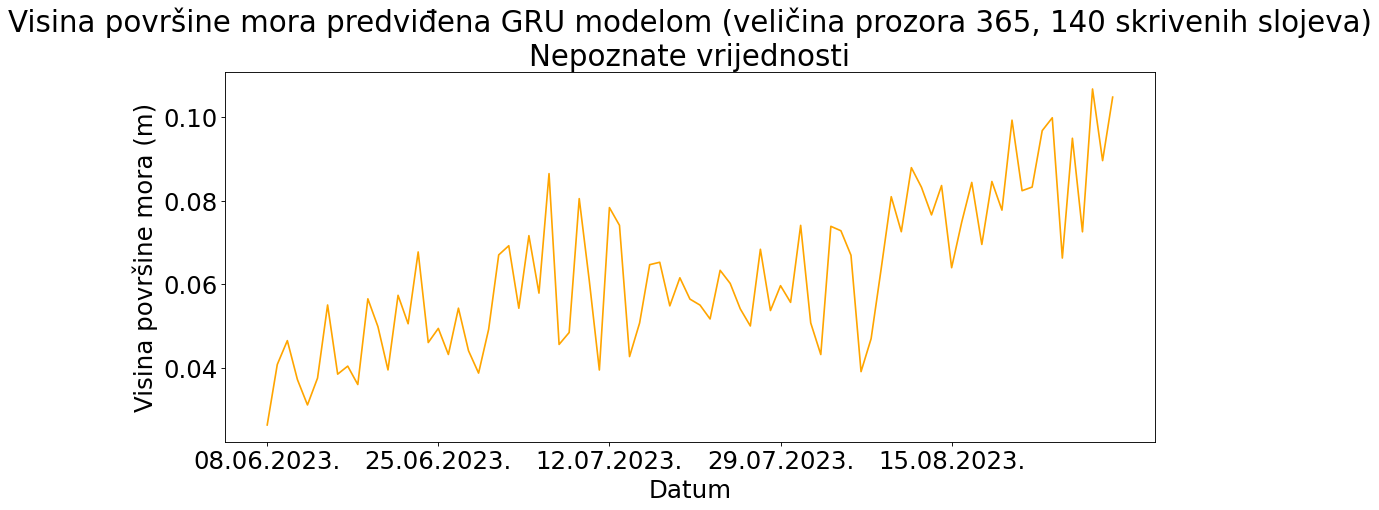 Visina površine mora predviđena GRU modelom (veličina prozora 365, 140 skrivenih slojeva)
Nepoznate vrijednosti
Visina površine mora (m)
0.10
0.08
0.06
0.04
08.06.2023. 25.06.2023. 12.07.2023. 29.07.2023. 15.08.2023.
Datum